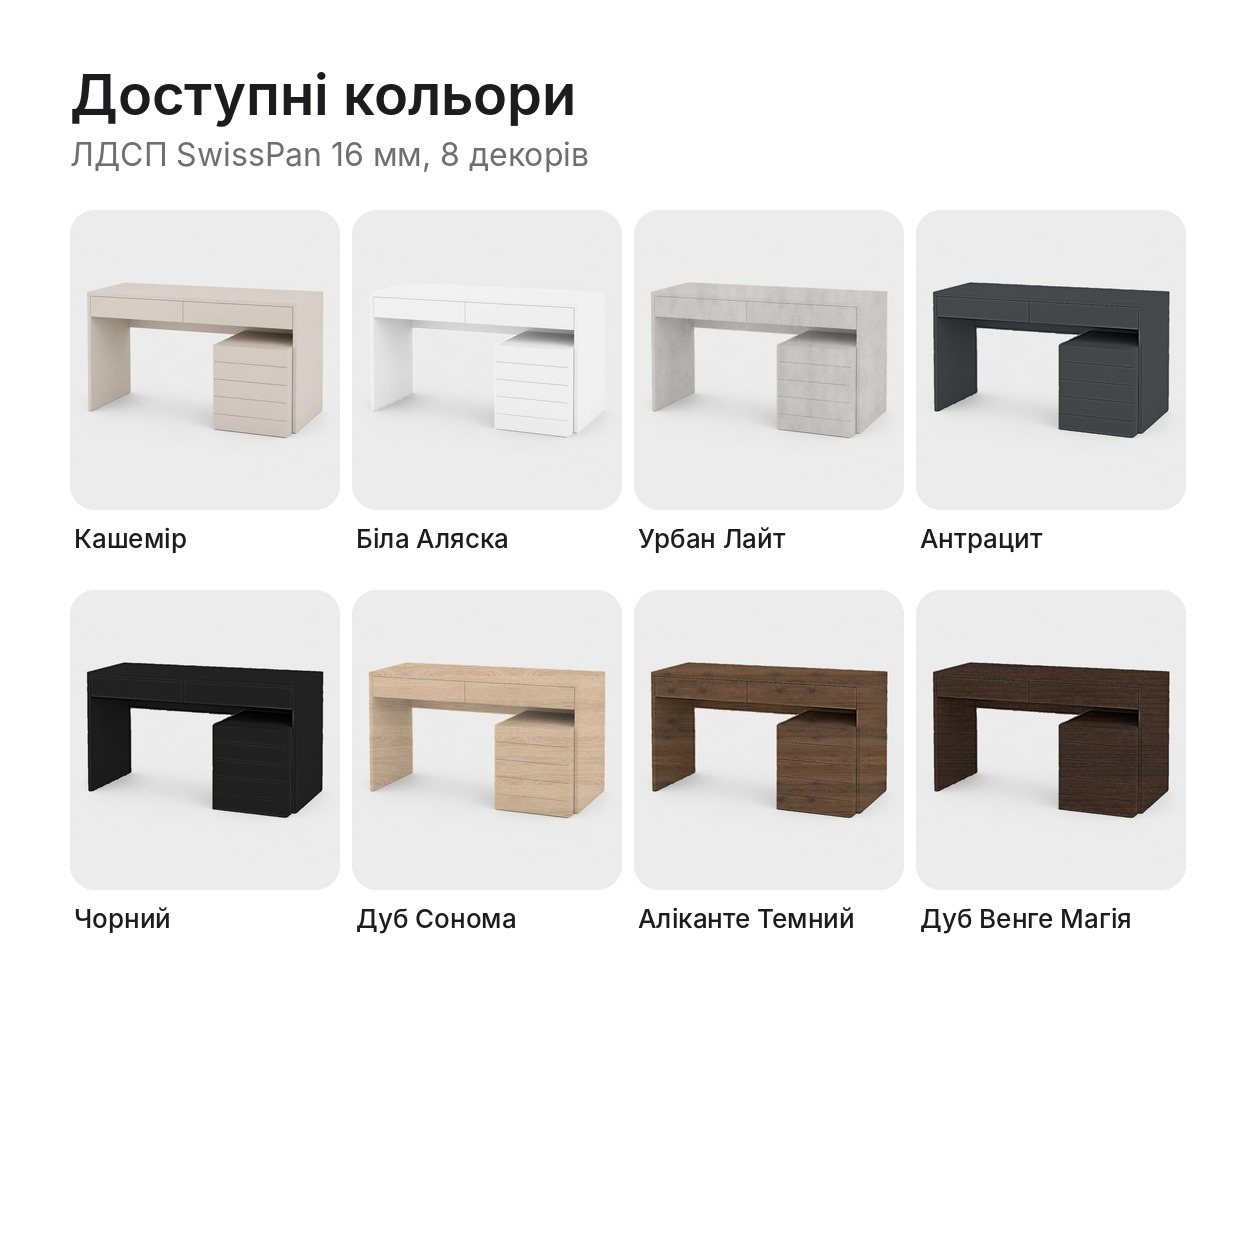 Доступні кольори
ЛДСП SwissPan 16 мм, 8 декорів
Кашемір
Біла Аляска
Урбан Лайт
Антрацит
Чорний
Дуб Сонома
Аліканте Темний
Дуб Венге Магія